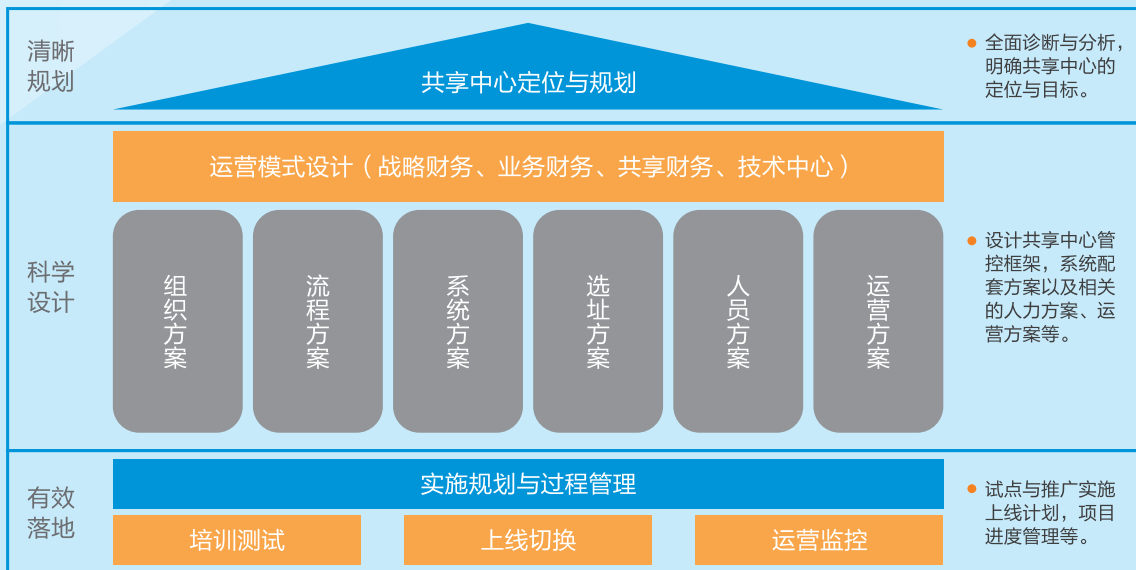 清晰
规划
共享中心定位与规划
全面诊断与分析，
明确共享中心的
定位与目标。
科学
设计
运营模式设计（战略财务、业务财务、共享财务、技术中心）
组织方案
流程方案
系统方案
选址方案
人员方案
运营方案
设计共享中心管
控框架，系统配
套方案以及相关
的人力方案、运
营方案等。
有效
落地
实施规划与过程管理
培训测试
上线切换
运营监控
试点与推广实施
上线计划，项目
进度管理等。